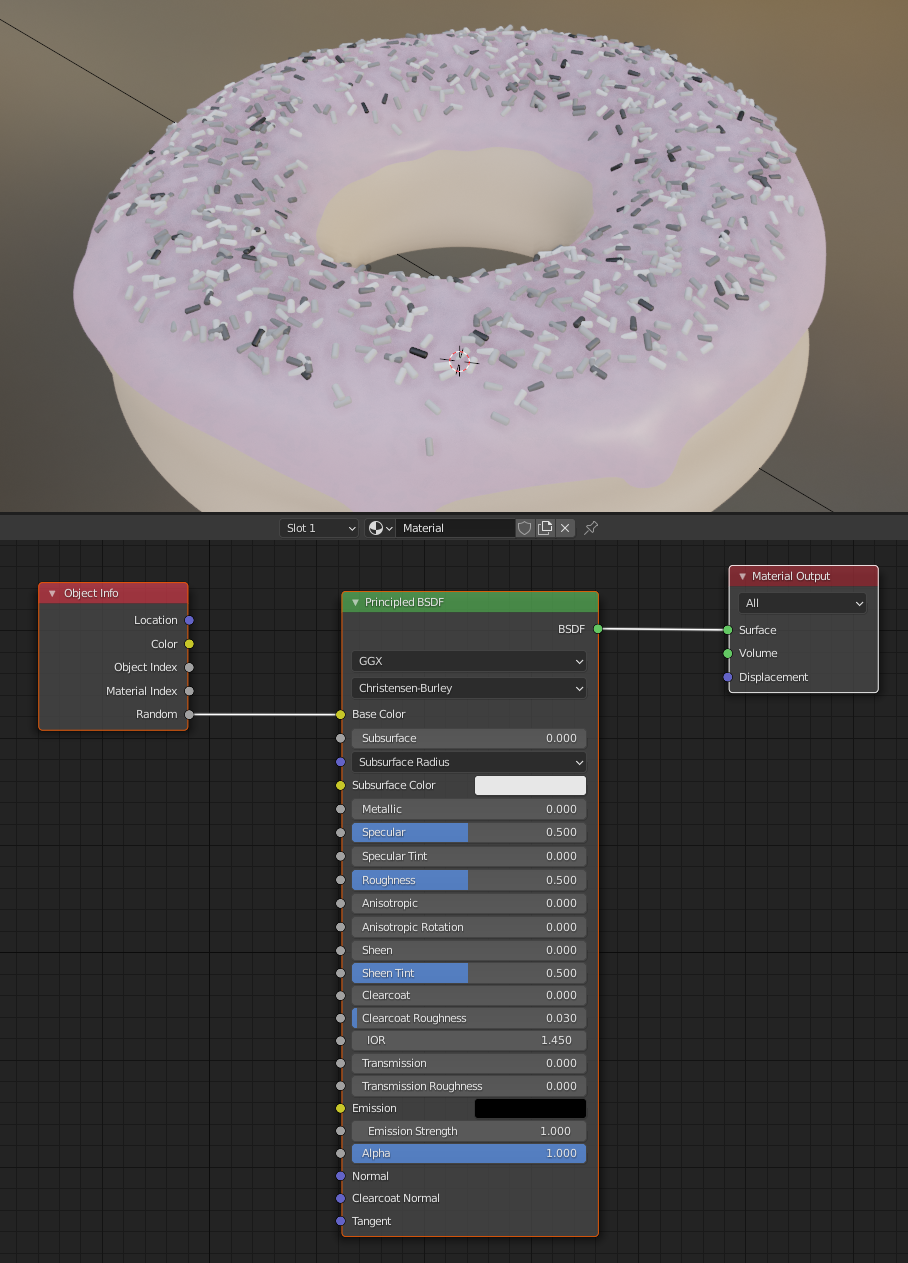 Slot 1
Material
Object Info
Location
Color
Object Index
Material Index
Random
Principled BSDF
BSDF
GGX
Christensen-Burley
Base Color
Subsurface 0.000
Subsurface Radius
Subsurface Color
Metallic 0.000
Specular 0.500
Specular Tint 0.000
Roughness 0.500
Anisotropic 0.000
Anisotropic Rotation 0.000
Sheen 0.000
Sheen Tint 0.500
Clearcoat 0.000
Clearcoat Roughness 0.030
IOR 1.450
Transmission 0.000
Transmission Roughness 0.000
Emission
Emission Strength 1.000
Alpha 1.000
Normal
Clearcoat Normal
Tangent
Material Output
All
Surface
Volume
Displacement